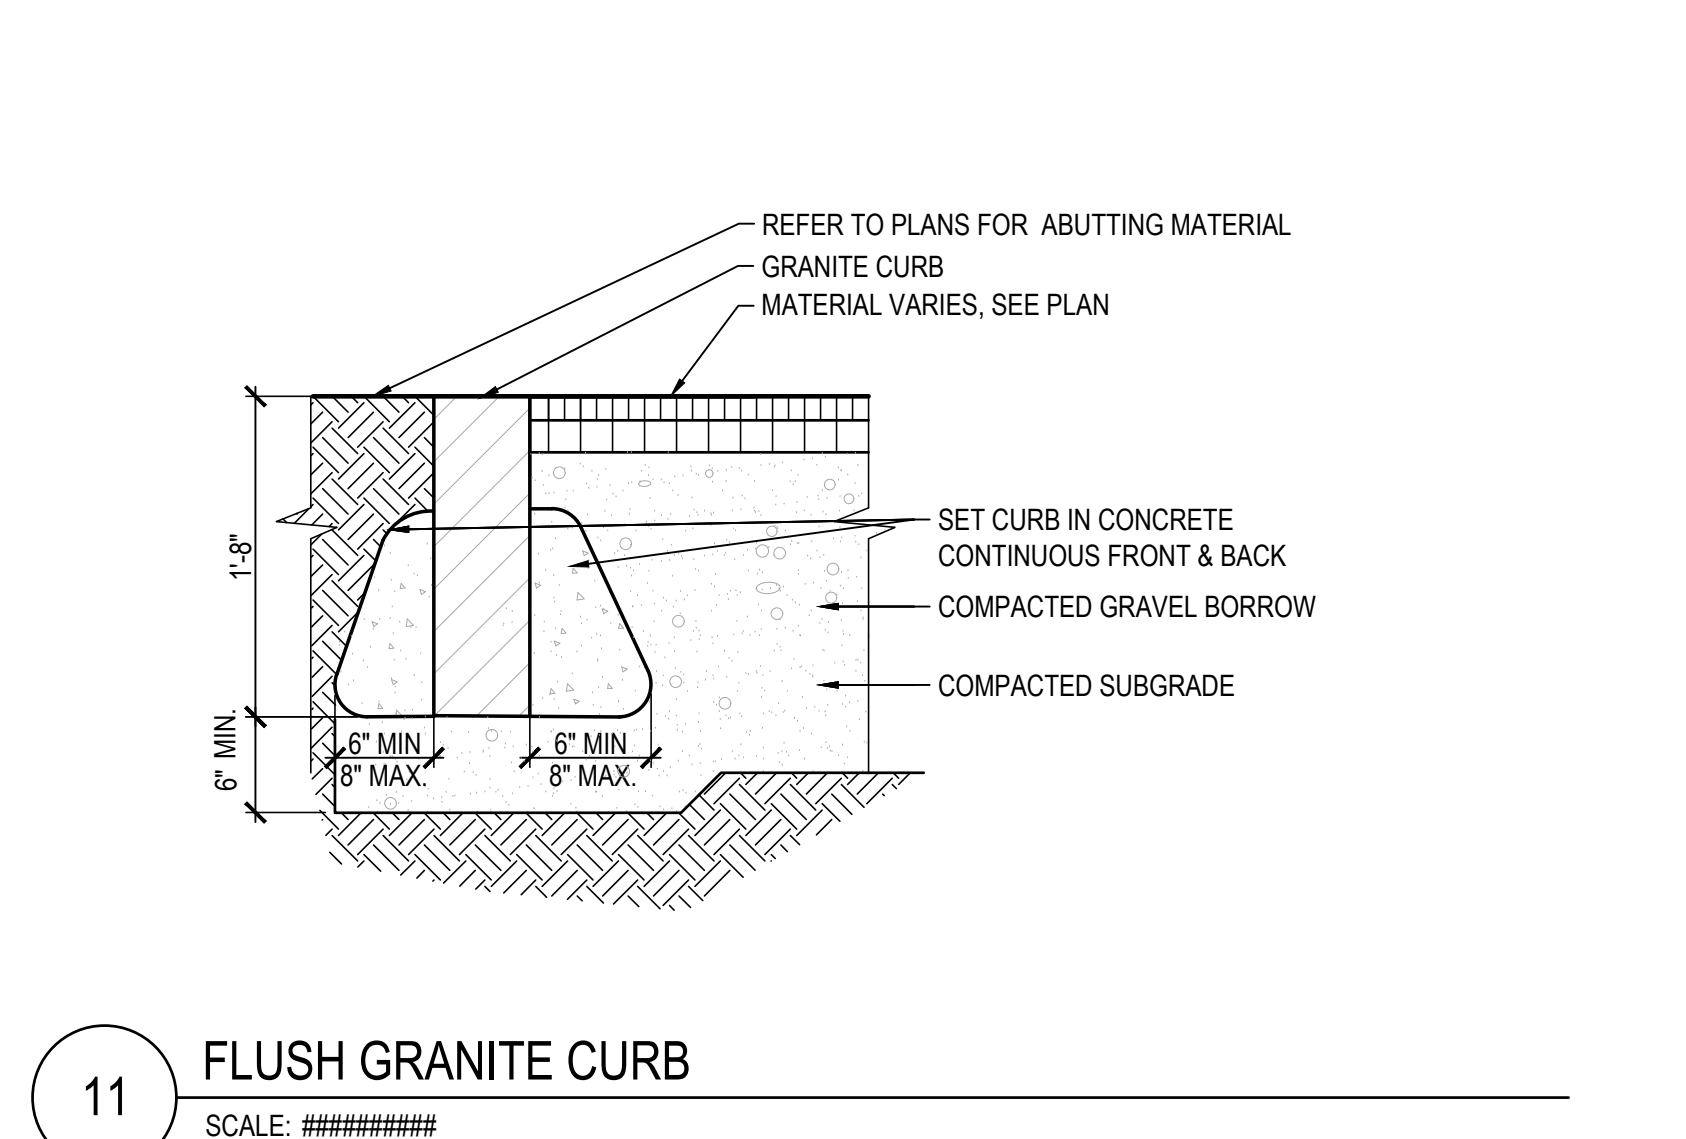 REFER TO PLANS FOR  ABUTTING MATERIAL
GRANITE CURB
MATERIAL VARIES, SEE PLAN
1'-8"
SET CURB IN CONCRETE
CONTINUOUS FRONT & BACK
COMPACTED GRAVEL BORROW
COMPACTED SUBGRADE
6" MIN.
6" MIN
8" MAX.
6" MIN
8" MAX.
11
FLUSH GRANITE CURB
SCALE: ##########